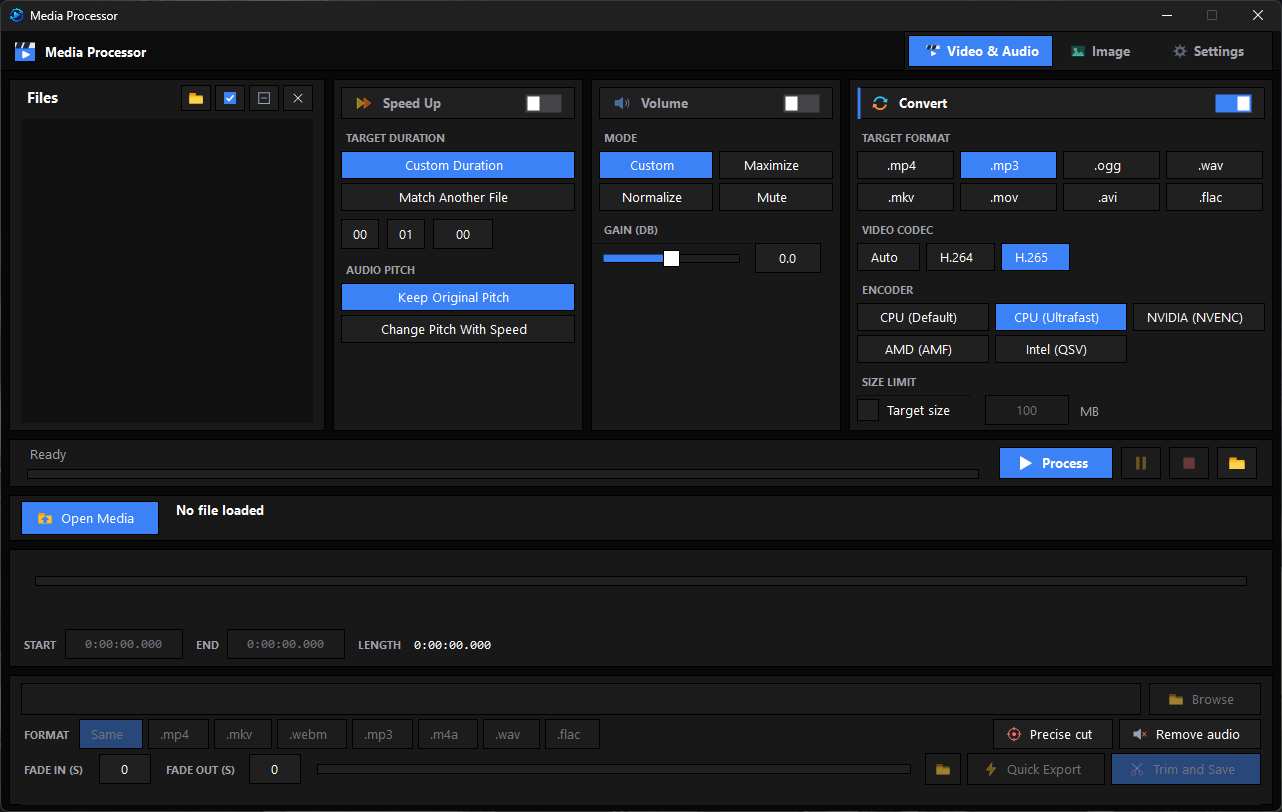 Media Processor
Media Processor
Video & Audio
Image
Settings
Files
Speed Up
TARGET DURATION
Custom Duration
Match Another File
00 01 00
AUDIO PITCH
Keep Original Pitch
Change Pitch With Speed
Volume
MODE
Custom Maximize
Normalize Mute
GAIN (DB)
0.0
Convert
TARGET FORMAT
.mp4 .mp3 .ogg .wav
.mkv .mov .avi .flac
VIDEO CODEC
Auto H.264 H.265
ENCODER
CPU (Default) CPU (Ultrafast) NVIDIA (NVENC)
AMD (AMF) Intel (QSV)
SIZE LIMIT
Target size 100 MB
Ready
Process
Open Media
No file loaded
START 0:00:00.000 END 0:00:00.000 LENGTH 0:00:00.000
Browse
FORMAT Same .mp4 .mkv .webm .mp3 .m4a .wav .flac Precise cut Remove audio
FADE IN (S) 0 FADE OUT (S) 0 Quick Export Trim and Save